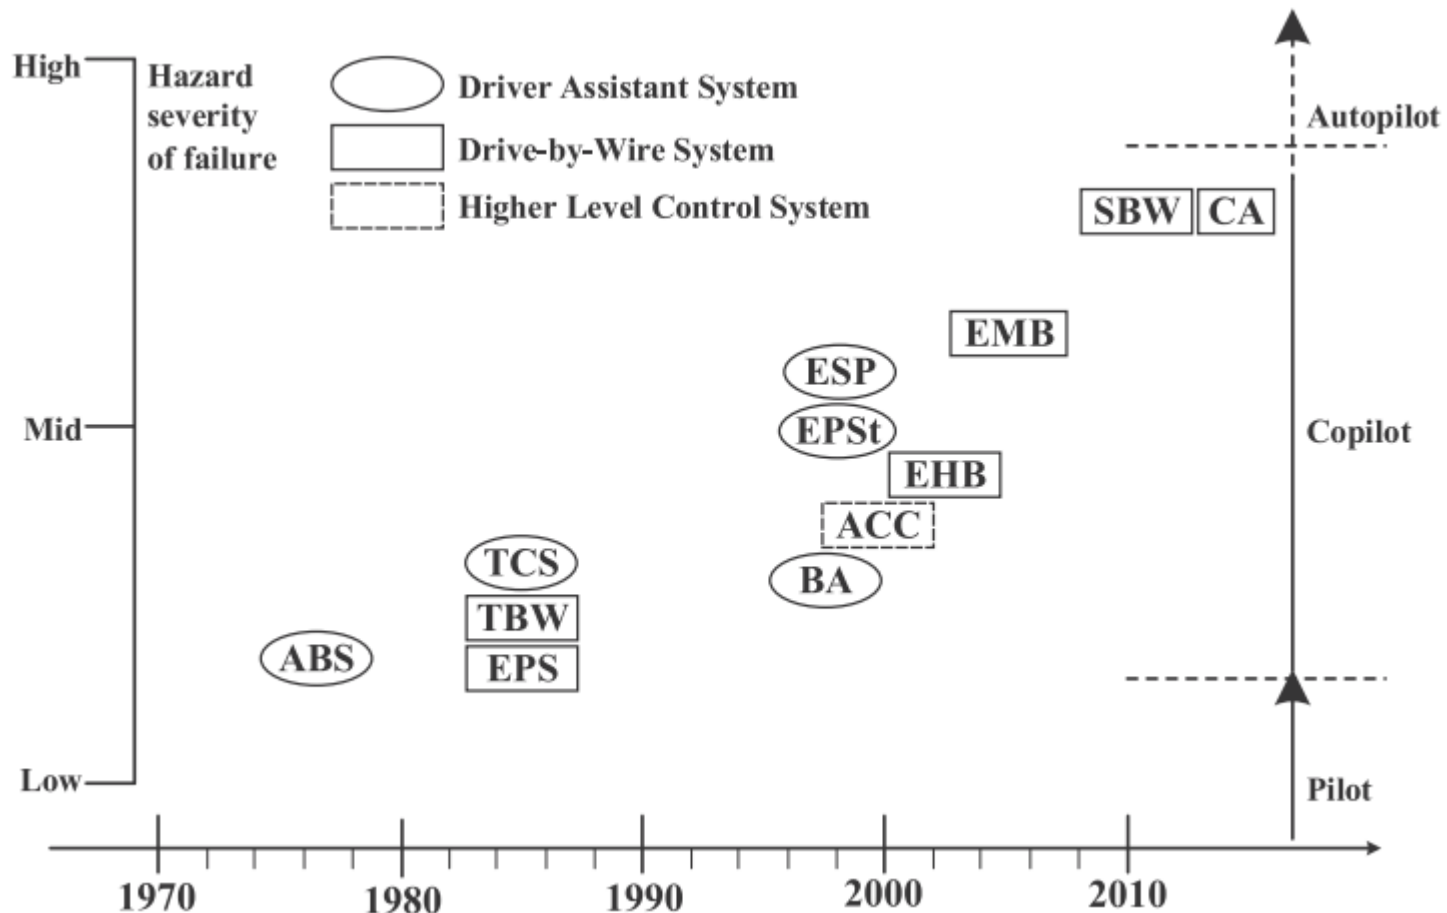 High
Hazard
severity
of failure
Driver Assistant System
Drive-by-Wire System
Higher Level Control System
Autopilot
SBW
CA
EMB
ESP
Mid
EPSt
Copilot
EHB
ACC
TCS
BA
TBW
ABS
EPS
Low
Pilot
1970
1980
1990
2000
2010